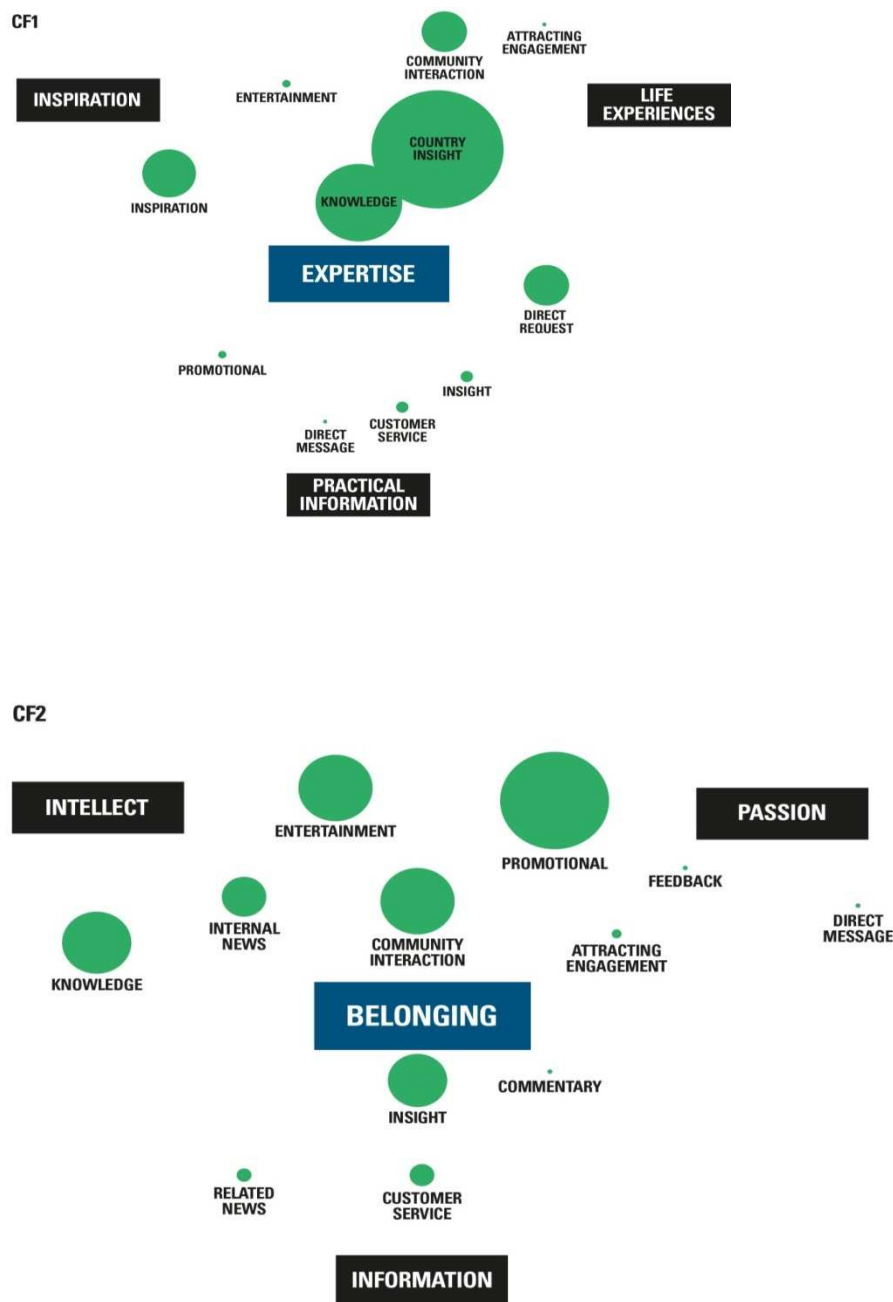 CF1
COMMUNITY
INTERACTION
ATTRACTING
ENGAGEMENT
INSPIRATION
ENTERTAINMENT
LIFE
EXPERIENCES
COUNTRY
INSIGHT
INSPIRATION
KNOWLEDGE
EXPERTISE
DIRECT
REQUEST
PROMOTIONAL
INSIGHT
DIRECT
MESSAGE
CUSTOMER
SERVICE
PRACTICAL
INFORMATION
CF2
INTELLECT
ENTERTAINMENT
PROMOTIONAL
PASSION
FEEDBACK
DIRECT
MESSAGE
INTERNAL
NEWS
COMMUNITY
INTERACTION
ATTRACTING
ENGAGEMENT
KNOWLEDGE
BELONGING
INSIGHT
COMMENTARY
RELATED
NEWS
CUSTOMER
SERVICE
INFORMATION